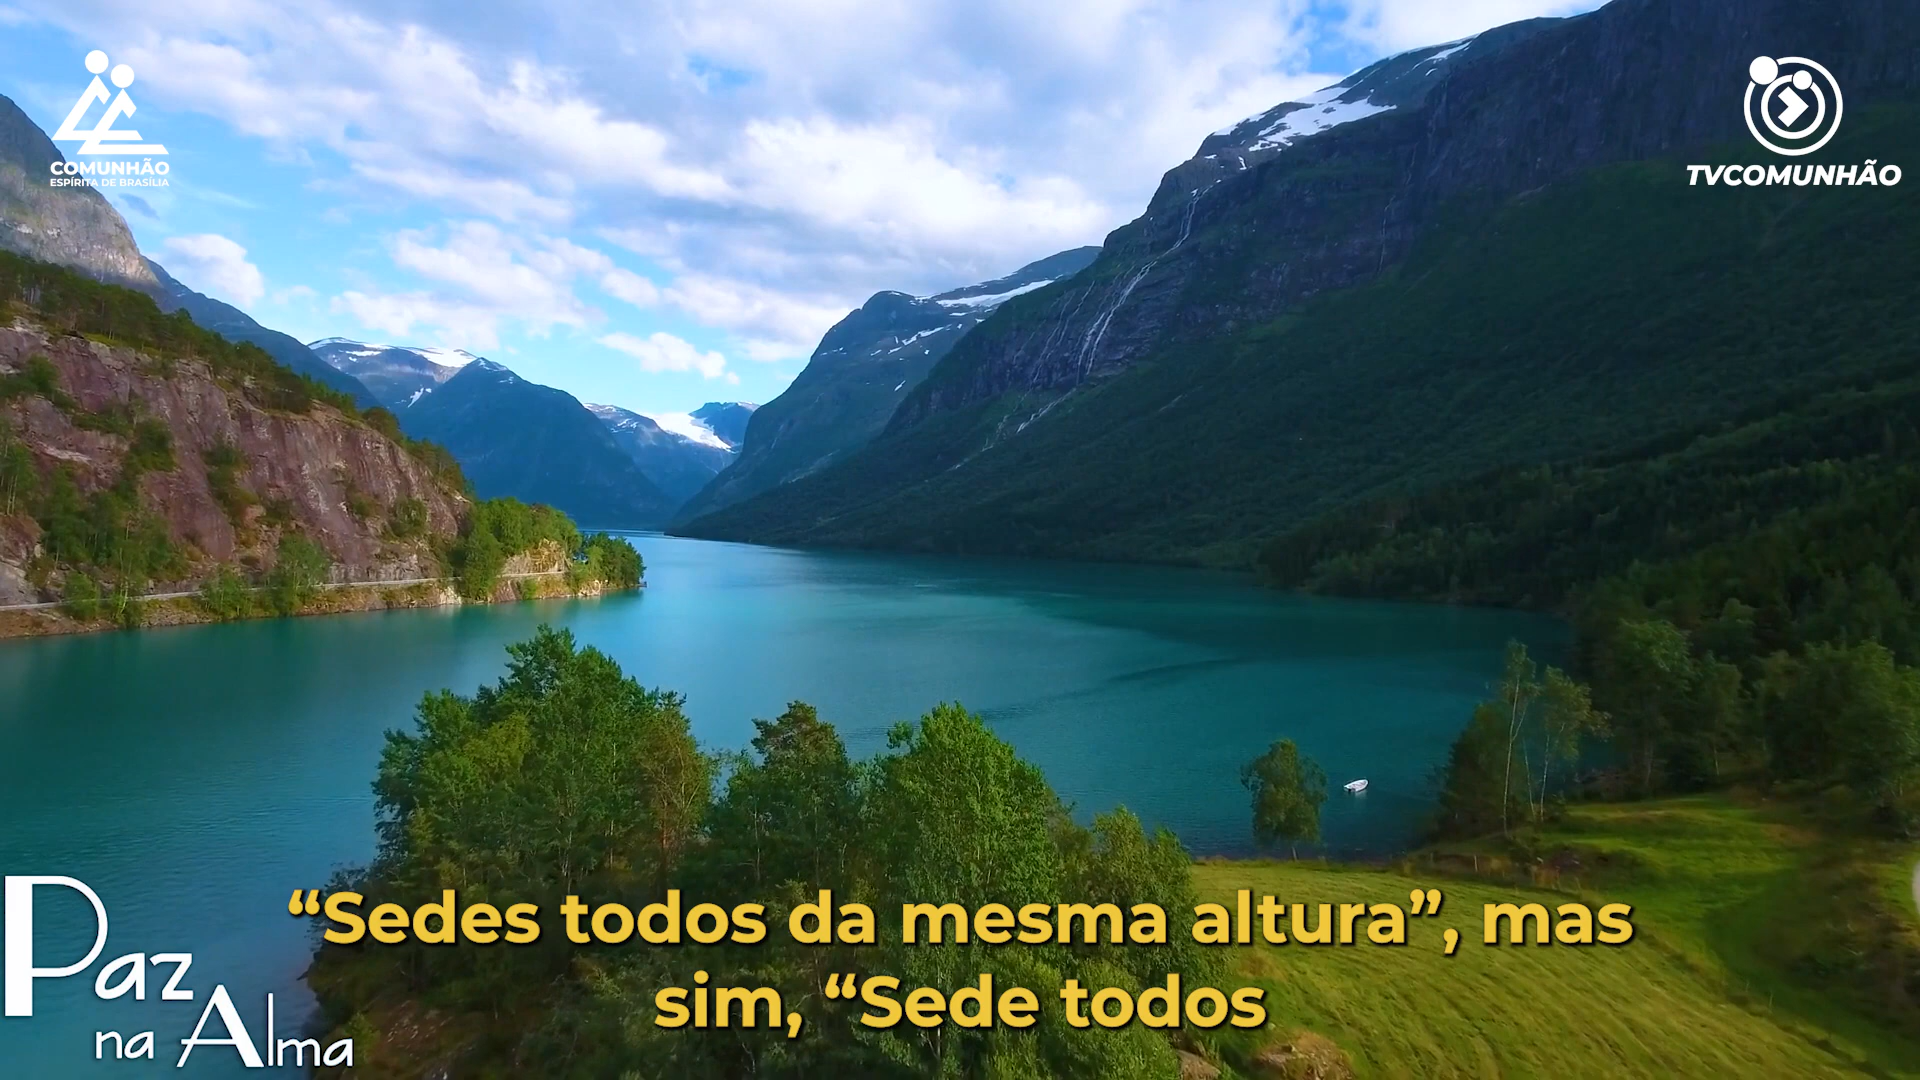 COMUNHÃO
ESPÍRITA DE BRASÍLIA
TVCOMUNHÃO
Paz
na Alma
“Sedes todos da mesma altura”, mas
sim, “Sede todos